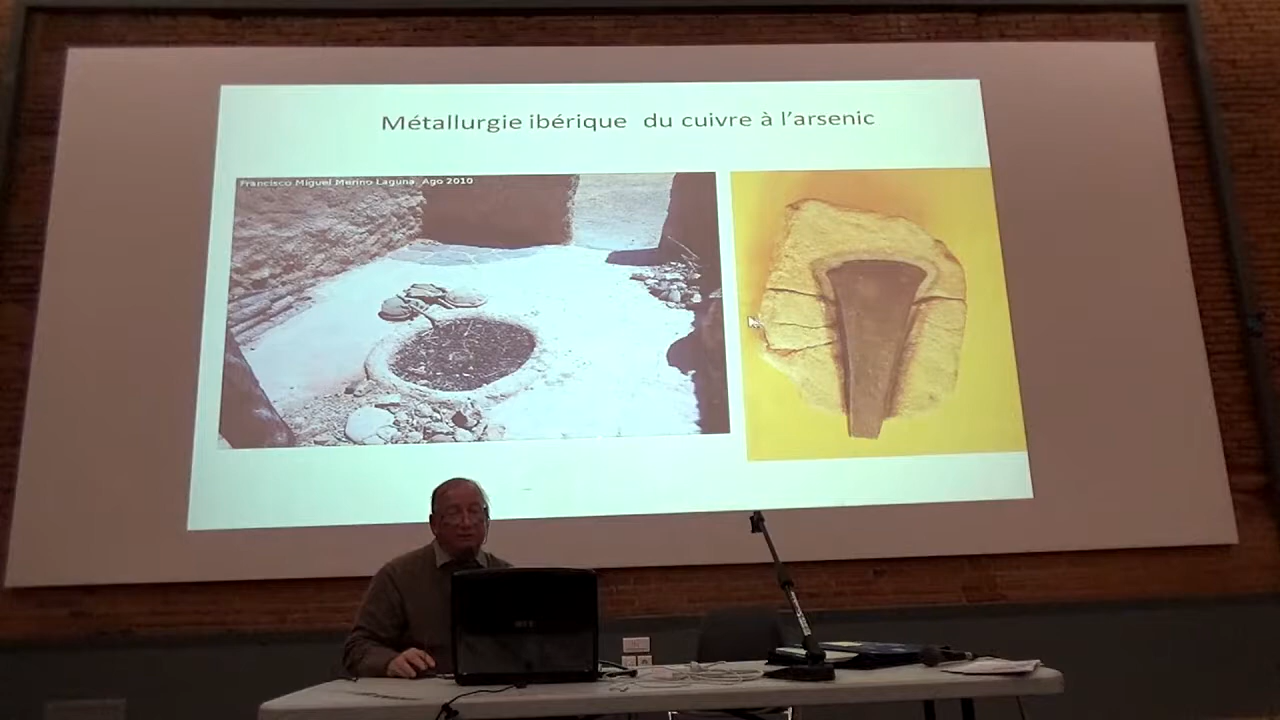 Métallurgie ibérique du cuivre à l'arsenic
Francisco Miguel Merino Laguna, Ago 2010